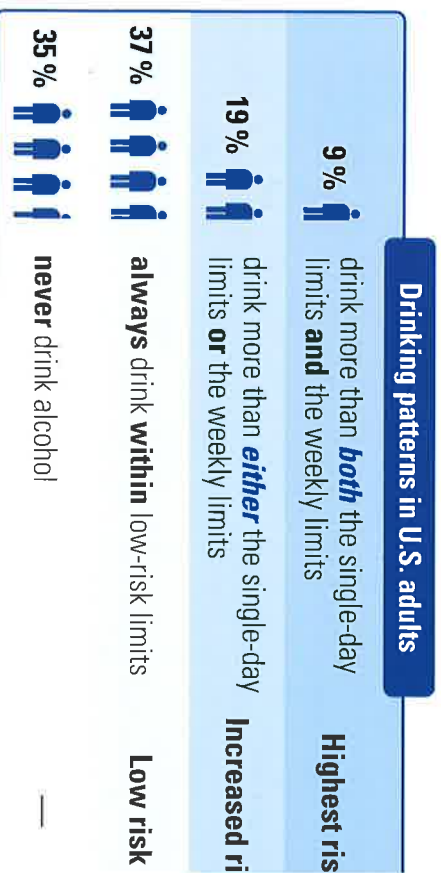 Drinking patterns in U.S. adults
9 %
drink more than both the single-day
limits and the weekly limits
Highest ris
19 %
drink more than either the single-day
limits or the weekly limits
Increased ri
37 %
always drink within low-risk limits
Low risk
35 %
never drink alcohol
—